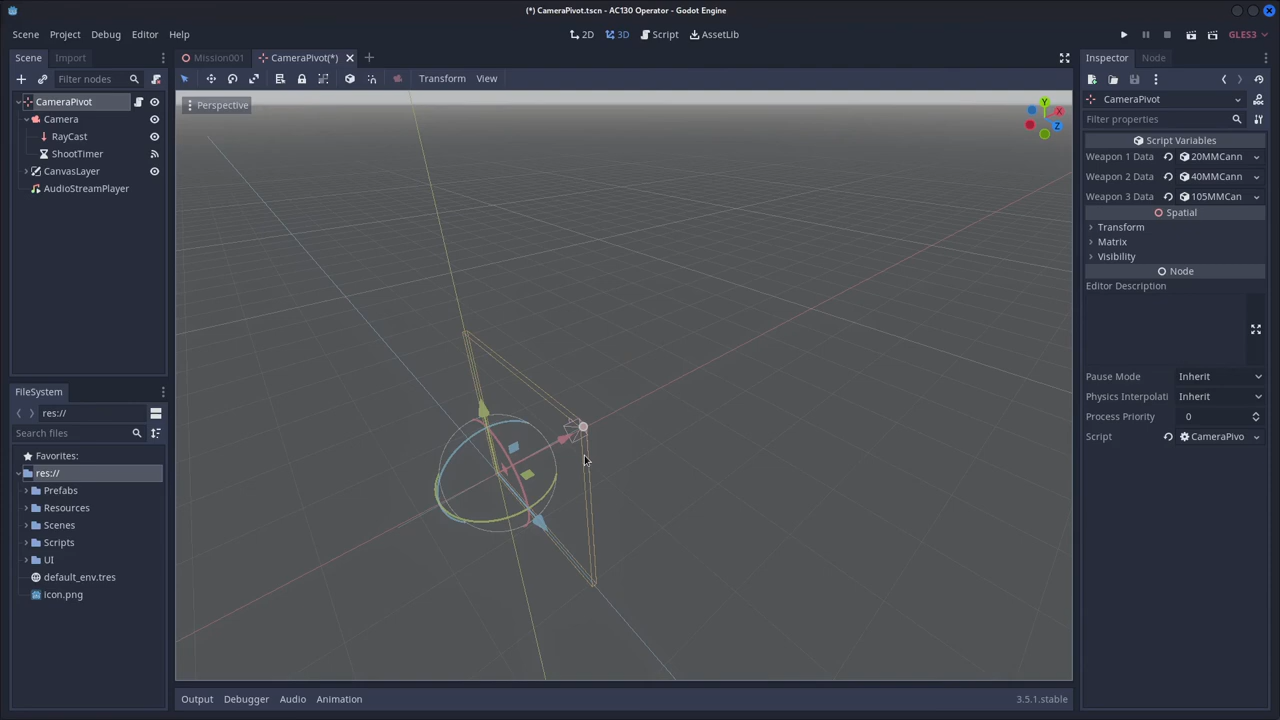 (*) CameraPivot.tscn - AC130 Operator - Godot Engine
Scene Project Debug Editor Help
2D 3D Script AssetLib
GLES3
Scene Import
Filter nodes
CameraPivot
Camera
RayCast
ShootTimer
CanvasLayer
AudioStreamPlayer
FileSystem
res://
Search files
Favorites:
res://
Prefabs
Resources
Scenes
Scripts
UI
default_env.tres
icon.png
Mission001 CameraPivot(*)
Transform View
Perspective
Y
X
Z
Output Debugger Audio Animation
3.5.1.stable
Inspector Node
CameraPivot
Filter properties
Script Variables
Weapon 1 Data 20MMCann
Weapon 2 Data 40MMCann
Weapon 3 Data 105MMCan
Spatial
Transform
Matrix
Visibility
Node
Editor Description
Pause Mode Inherit
Physics Interpolati Inherit
Process Priority 0
Script CameraPivo